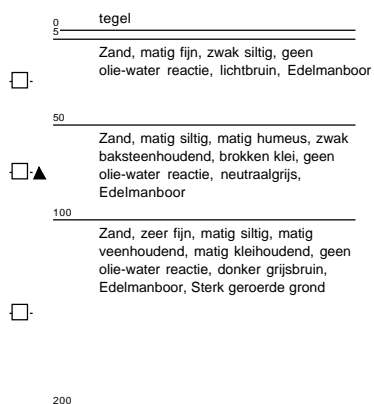 0 tegel
5
Zand, matig fijn, zwak siltig, geen
olie-water reactie, lichtbruin, Edelmanboor
50
Zand, matig siltig, matig humeus, zwak
baksteenhoudend, brokken klei, geen
olie-water reactie, neutraalgrijs,
Edelmanboor
100
Zand, zeer fijn, matig siltig, matig
veenhoudend, matig kleihoudend, geen
olie-water reactie, donker grijsbruin,
Edelmanboor, Sterk geroerde grond
200